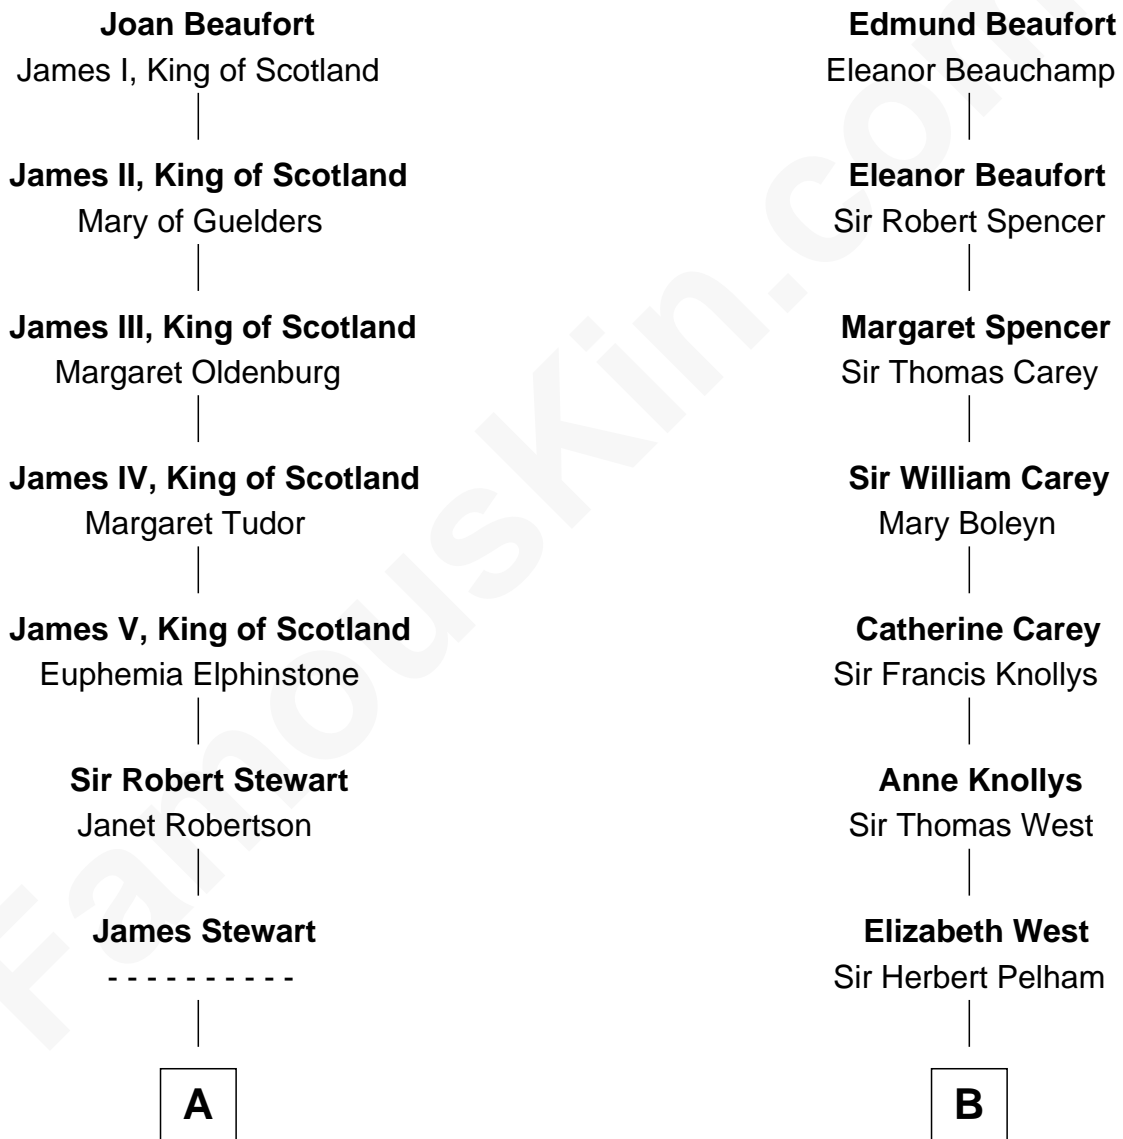 Joan Beaufort
James I, King of Scotland
James II, King of Scotland
Mary of Guelders
James III, King of Scotland
Margaret Oldenburg
James IV, King of Scotland
Margaret Tudor
James V, King of Scotland
Euphemia Elphinstone
Sir Robert Stewart
Janet Robertson
James Stewart
- - - - - - - - - -
A
Edmund Beaufort
Eleanor Beauchamp
Eleanor Beaufort
Sir Robert Spencer
Margaret Spencer
Sir Thomas Carey
Sir William Carey
Mary Boleyn
Catherine Carey
Sir Francis Knollys
Anne Knollys
Sir Thomas West
Elizabeth West
Sir Herbert Pelham
B
FamousKin.com